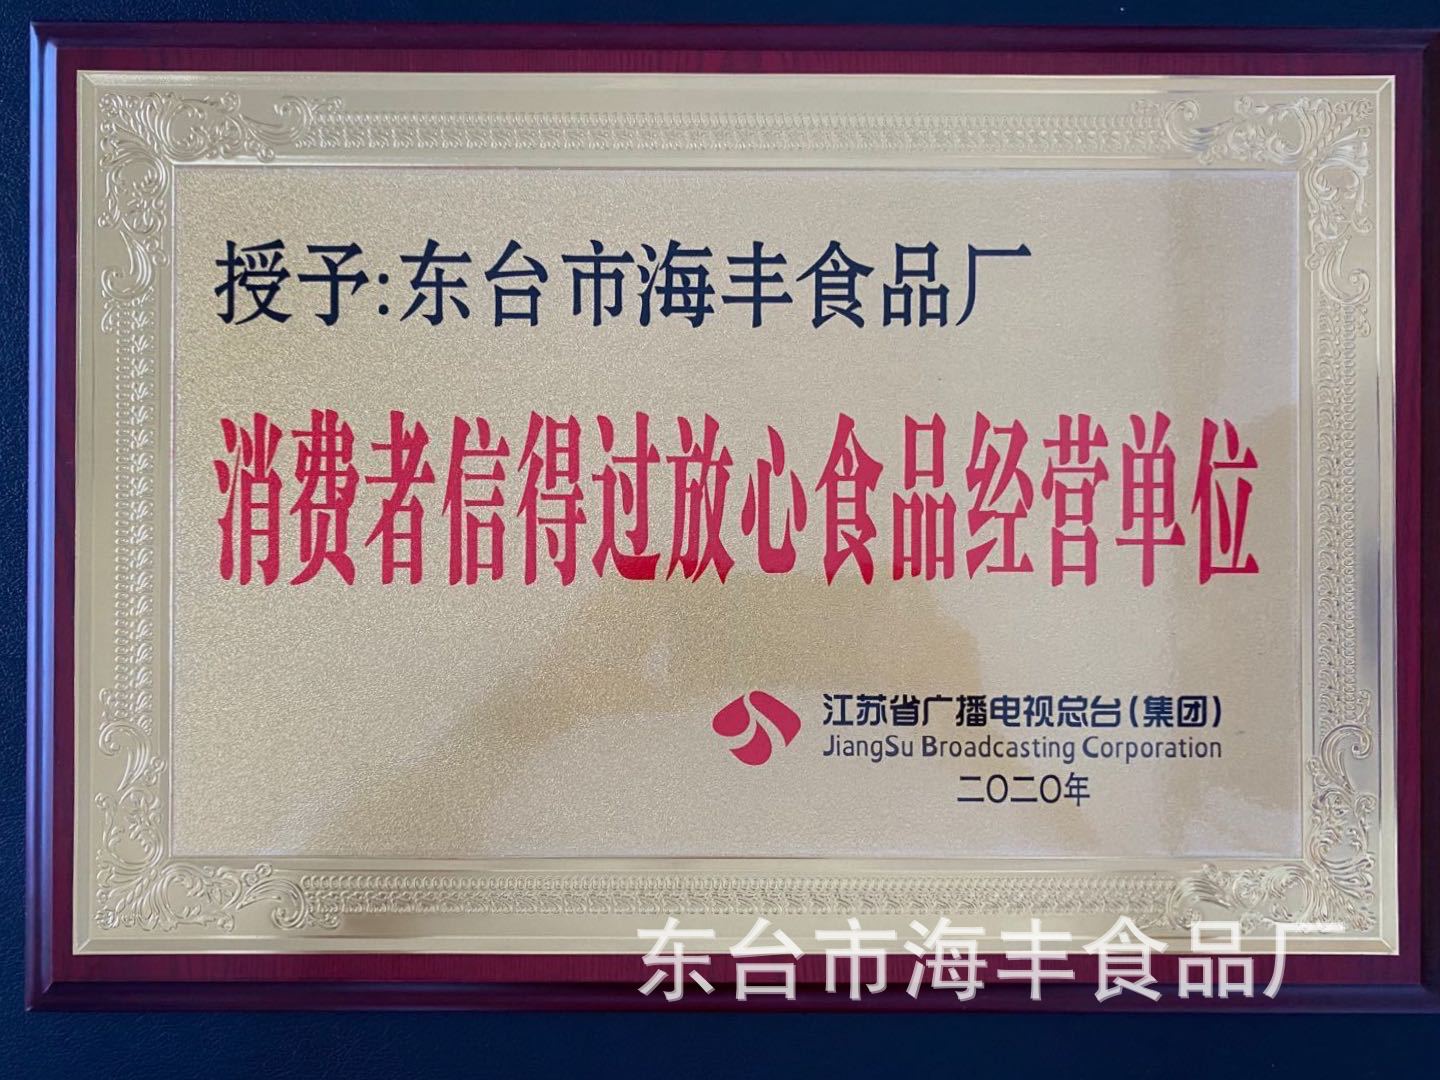 授予:东台市海丰食品厂
消费者信得过放心食品经营单位
江苏省广播电视总台(集团)
JiangSu Broadcasting Corporation
二〇二〇年
东台市海丰食品厂